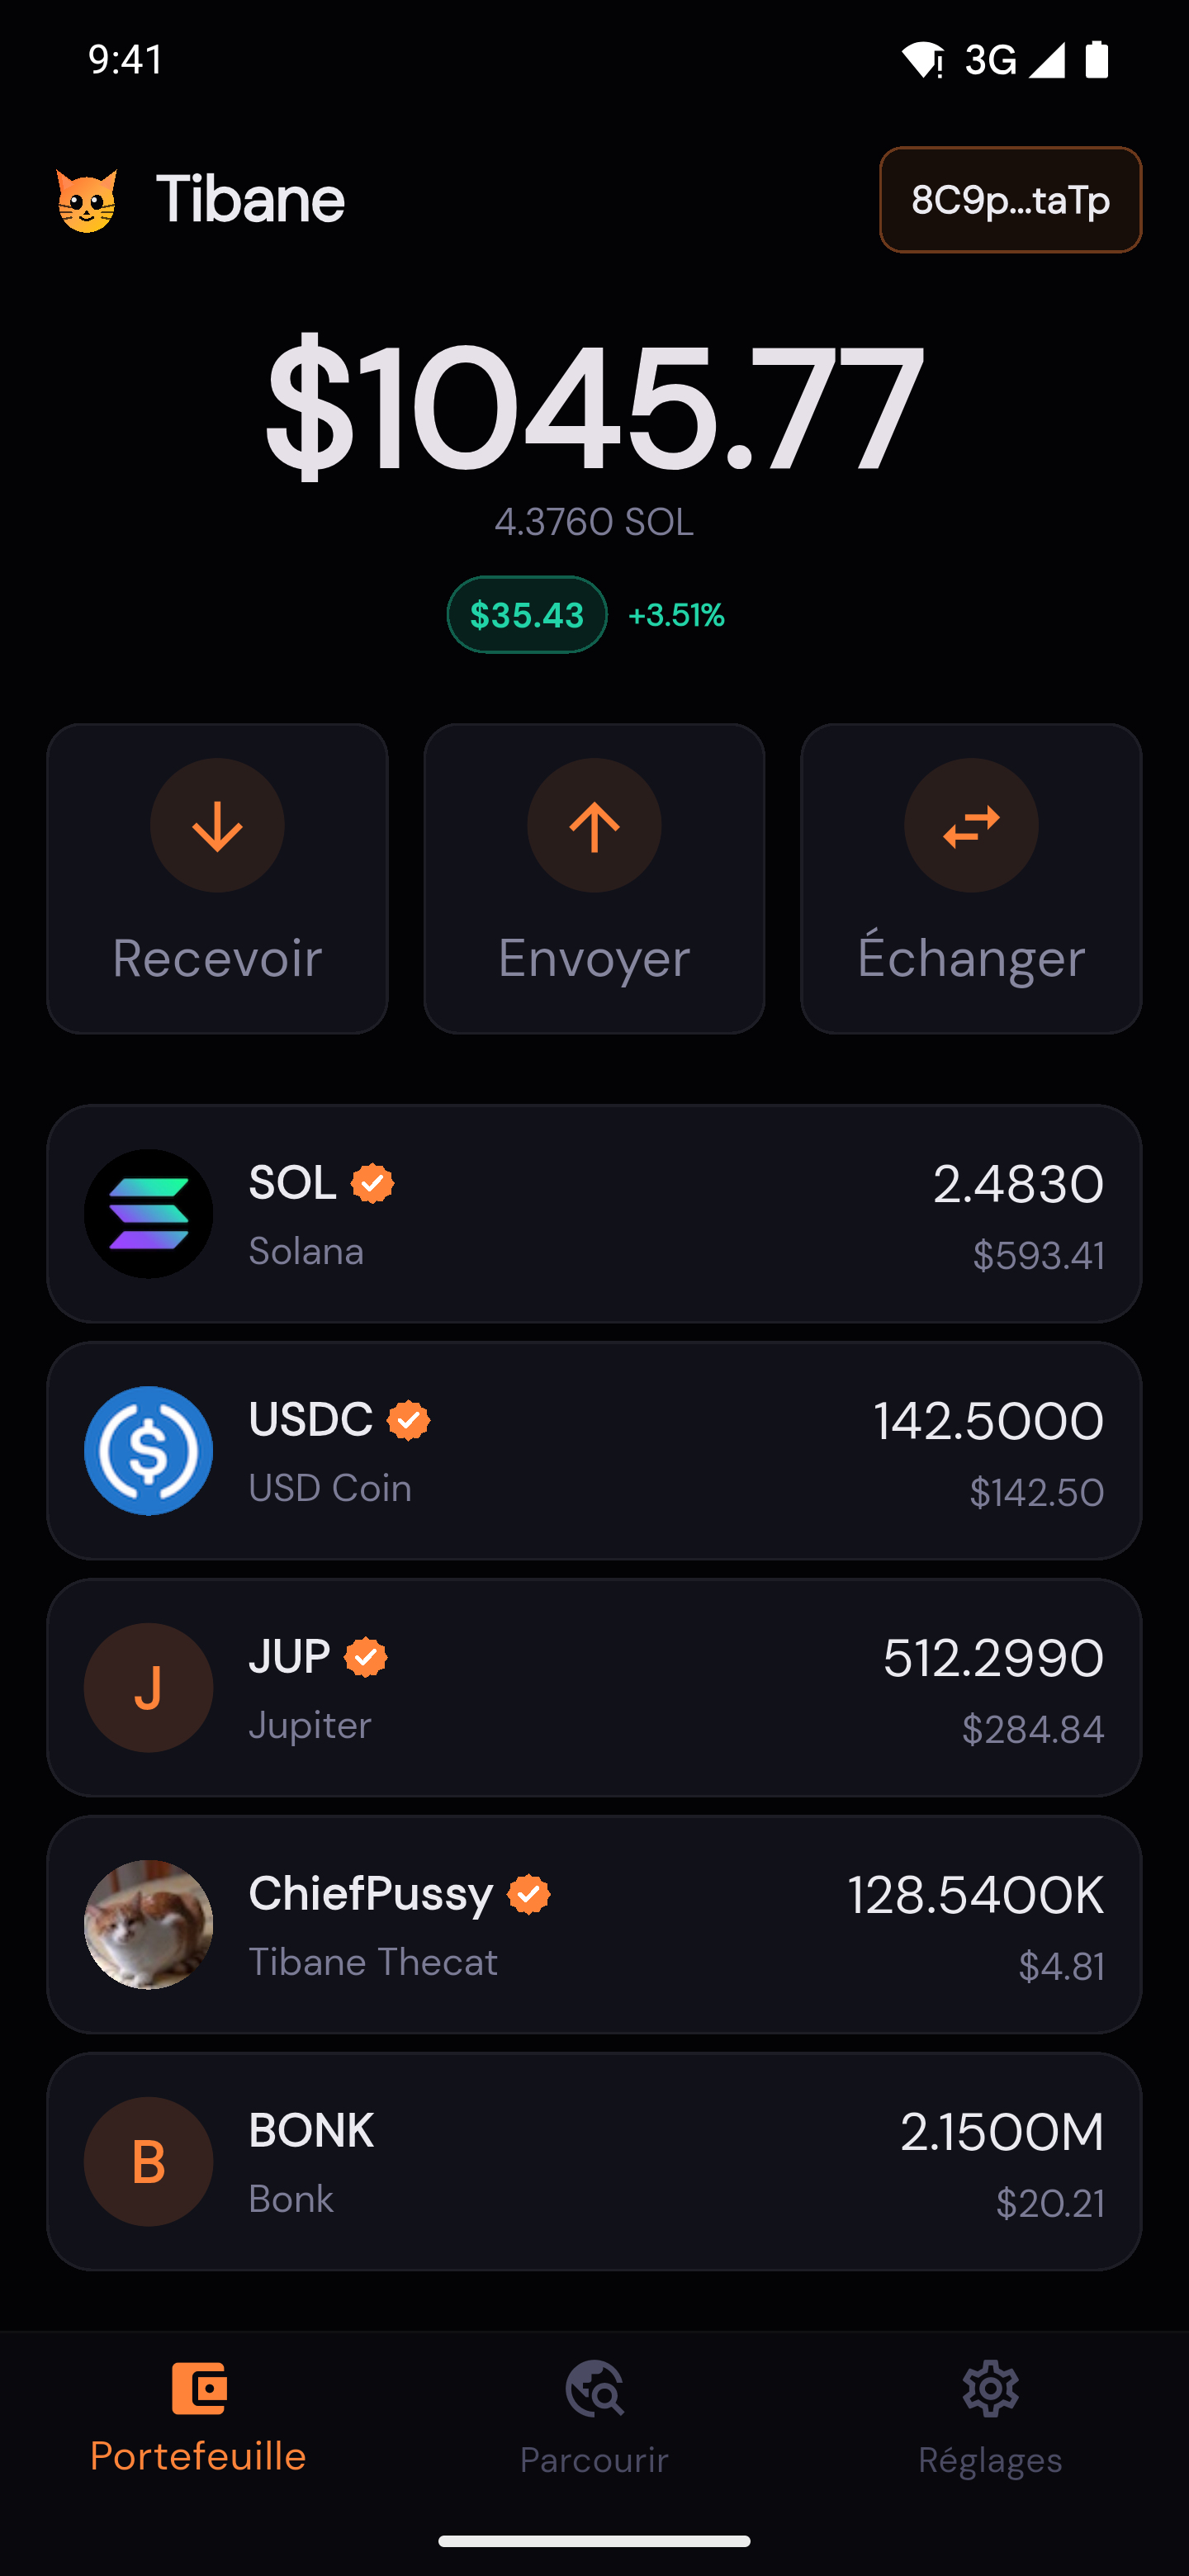 9:41
3G
Tibane
8C9p...taTp
$1045.77
4.3760 SOL
$35.43 +3.51%
Recevoir
Envoyer
Échanger
SOL
2.4830
Solana
$593.41
USDC
142.5000
USD Coin
$142.50
J
JUP
512.2990
Jupiter
$284.84
ChiefPussy
128.5400K
Tibane Thecat
$4.81
B
BONK
2.1500M
Bonk
$20.21
Portefeuille
Parcourir
Réglages